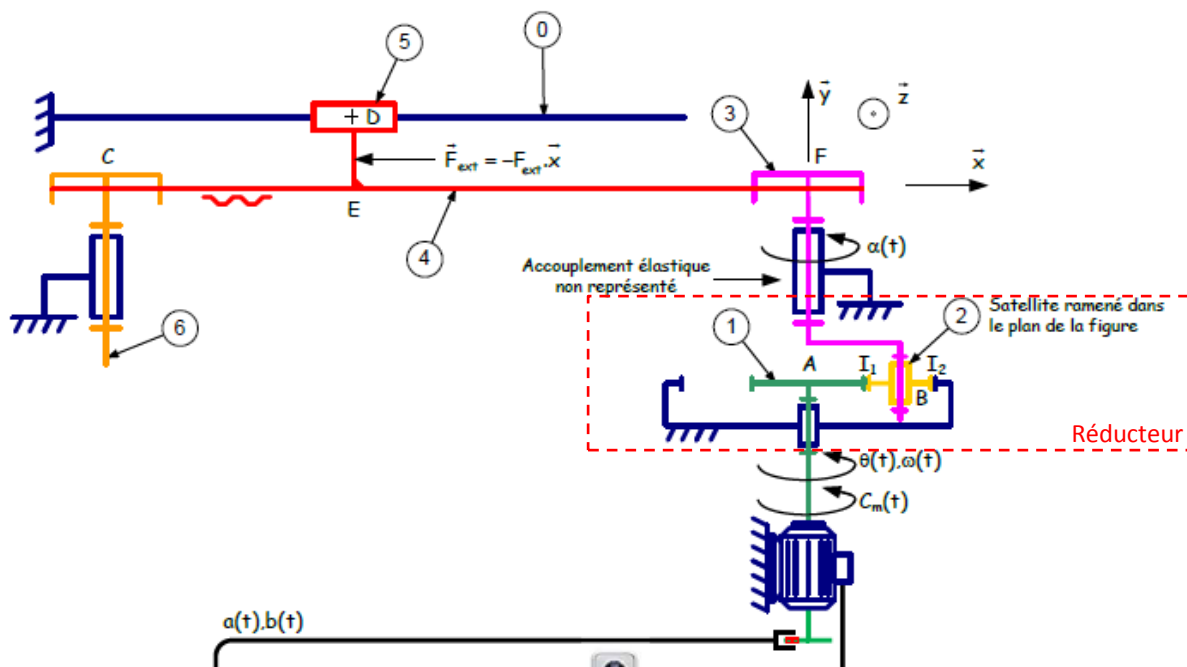 0
5
+ D
y
z
3
C
F
F_ext = -F_ext.x
x
E
4
α(t)
Accouplement élastique
non représenté
6
Satellite ramené dans
le plan de la figure
2
1
A
I₁
I₂
B
Réducteur
θ(t),ω(t)
Cₘ(t)
a(t),b(t)